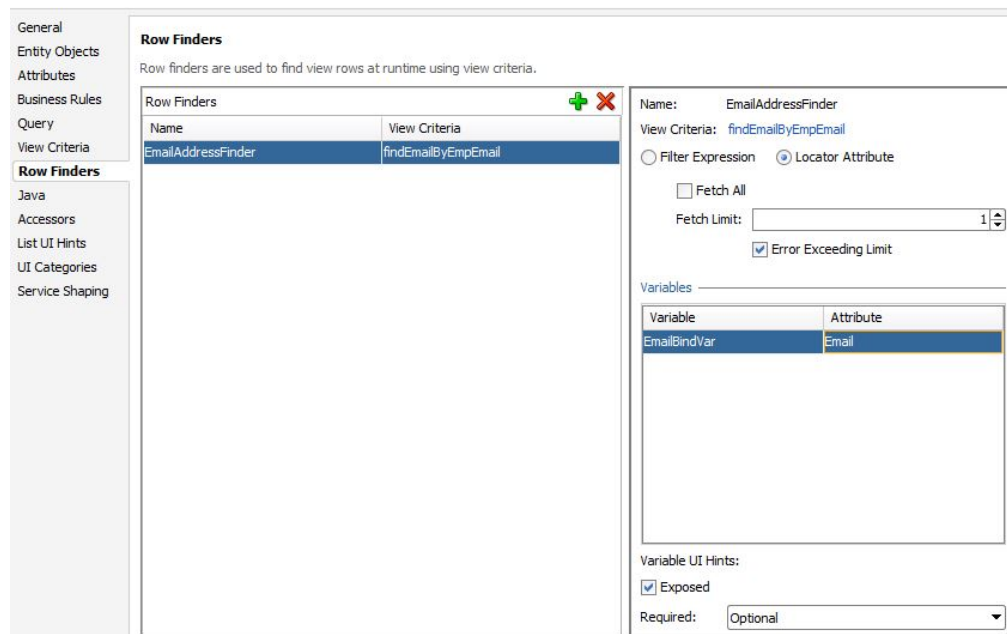 General
Entity Objects
Attributes
Business Rules
Query
View Criteria
Row Finders
Java
Accessors
List UI Hints
UI Categories
Service Shaping
Row Finders
Row finders are used to find view rows at runtime using view criteria.
Row Finders
Name View Criteria
EmailAddressFinder findEmailByEmpEmail
Name: EmailAddressFinder
View Criteria: findEmailByEmpEmail
Filter Expression Locator Attribute
Fetch All
Fetch Limit: 1
Error Exceeding Limit
Variables
Variable Attribute
EmailBindVar Email
Variable UI Hints:
Exposed
Required: Optional